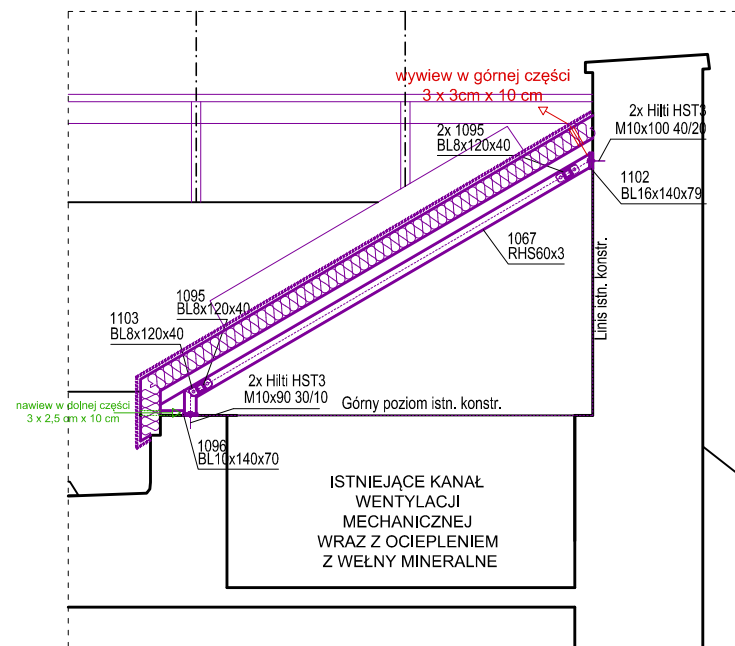 wywiew w górnej części
3 x 3cm x 10 cm
2x Hilti HST3
M10x100 40/20
2x 1095
BL8x120x40
1102
BL16x140x79
1067
RHS60x3
Linis istn. konstr.
1095
BL8x120x40
1103
BL8x120x40
2x Hilti HST3
M10x90 30/10
Górny poziom istn. konstr.
nawiew w dolnej części
3 x 2,5 cm x 10 cm
1096
BL10x140x70
ISTNIEJĄCE KANAŁ
WENTYLACJI
MECHANICZNEJ
WRAZ Z OCIEPLENIEM
Z WEŁNY MINERALNE